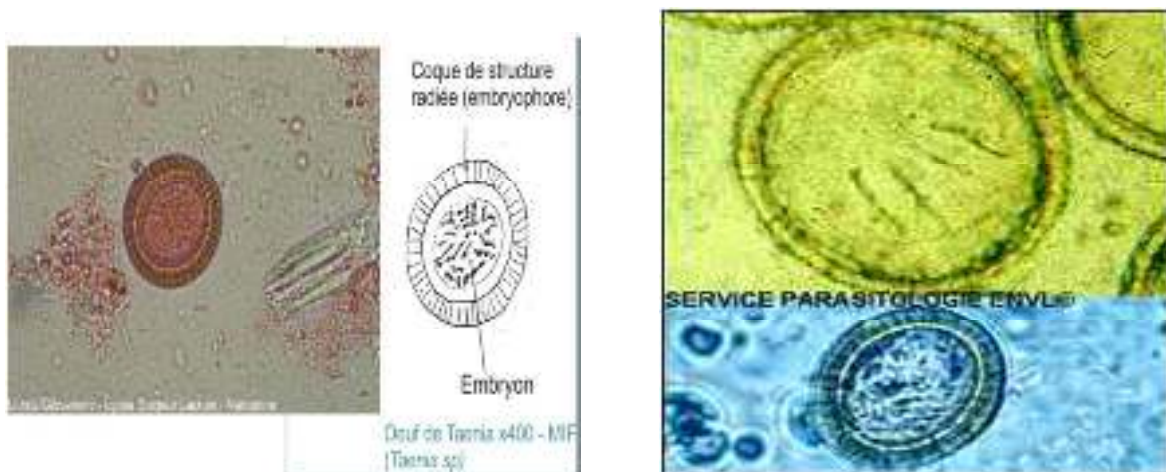 Coque de structure
radiée (embryophore)
Embryon
Oeuf de Taenia x400 - MIF
(Taenia sp)
SERVICE PARASITOLOGIE ENVL©